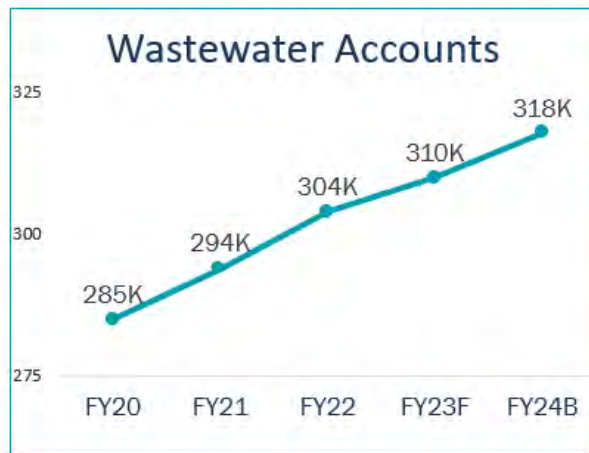 Wastewater Accounts
325
318K
310K
304K
300
294K
285K
275
FY20 FY21 FY22 FY23F FY24B